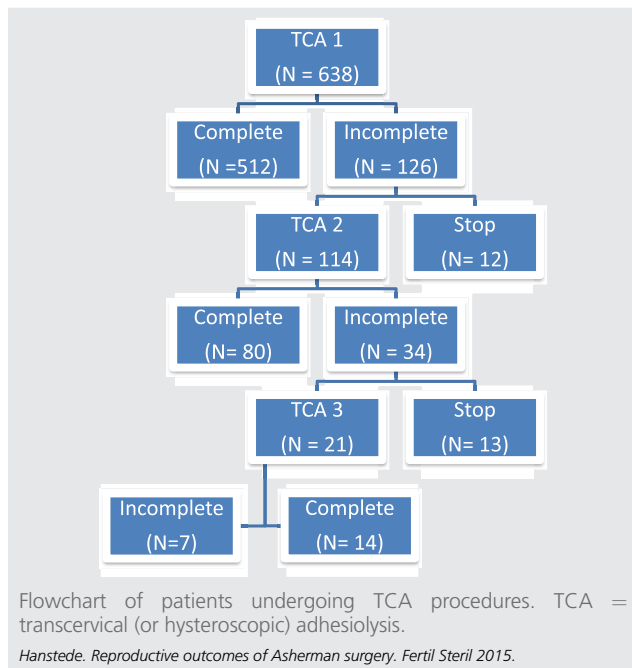 TCA 1
(N = 638)
Complete
(N =512)
Incomplete
(N = 126)
TCA 2
(N = 114)
Stop
(N= 12)
Complete
(N= 80)
Incomplete
(N = 34)
TCA 3
(N = 21)
Stop
(N= 13)
Incomplete
(N=7)
Complete
(N= 14)
Flowchart of patients undergoing TCA procedures. TCA =
transcervical (or hysteroscopic) adhesiolysis.
Hanstede. Reproductive outcomes of Asherman surgery. Fertil Steril 2015.